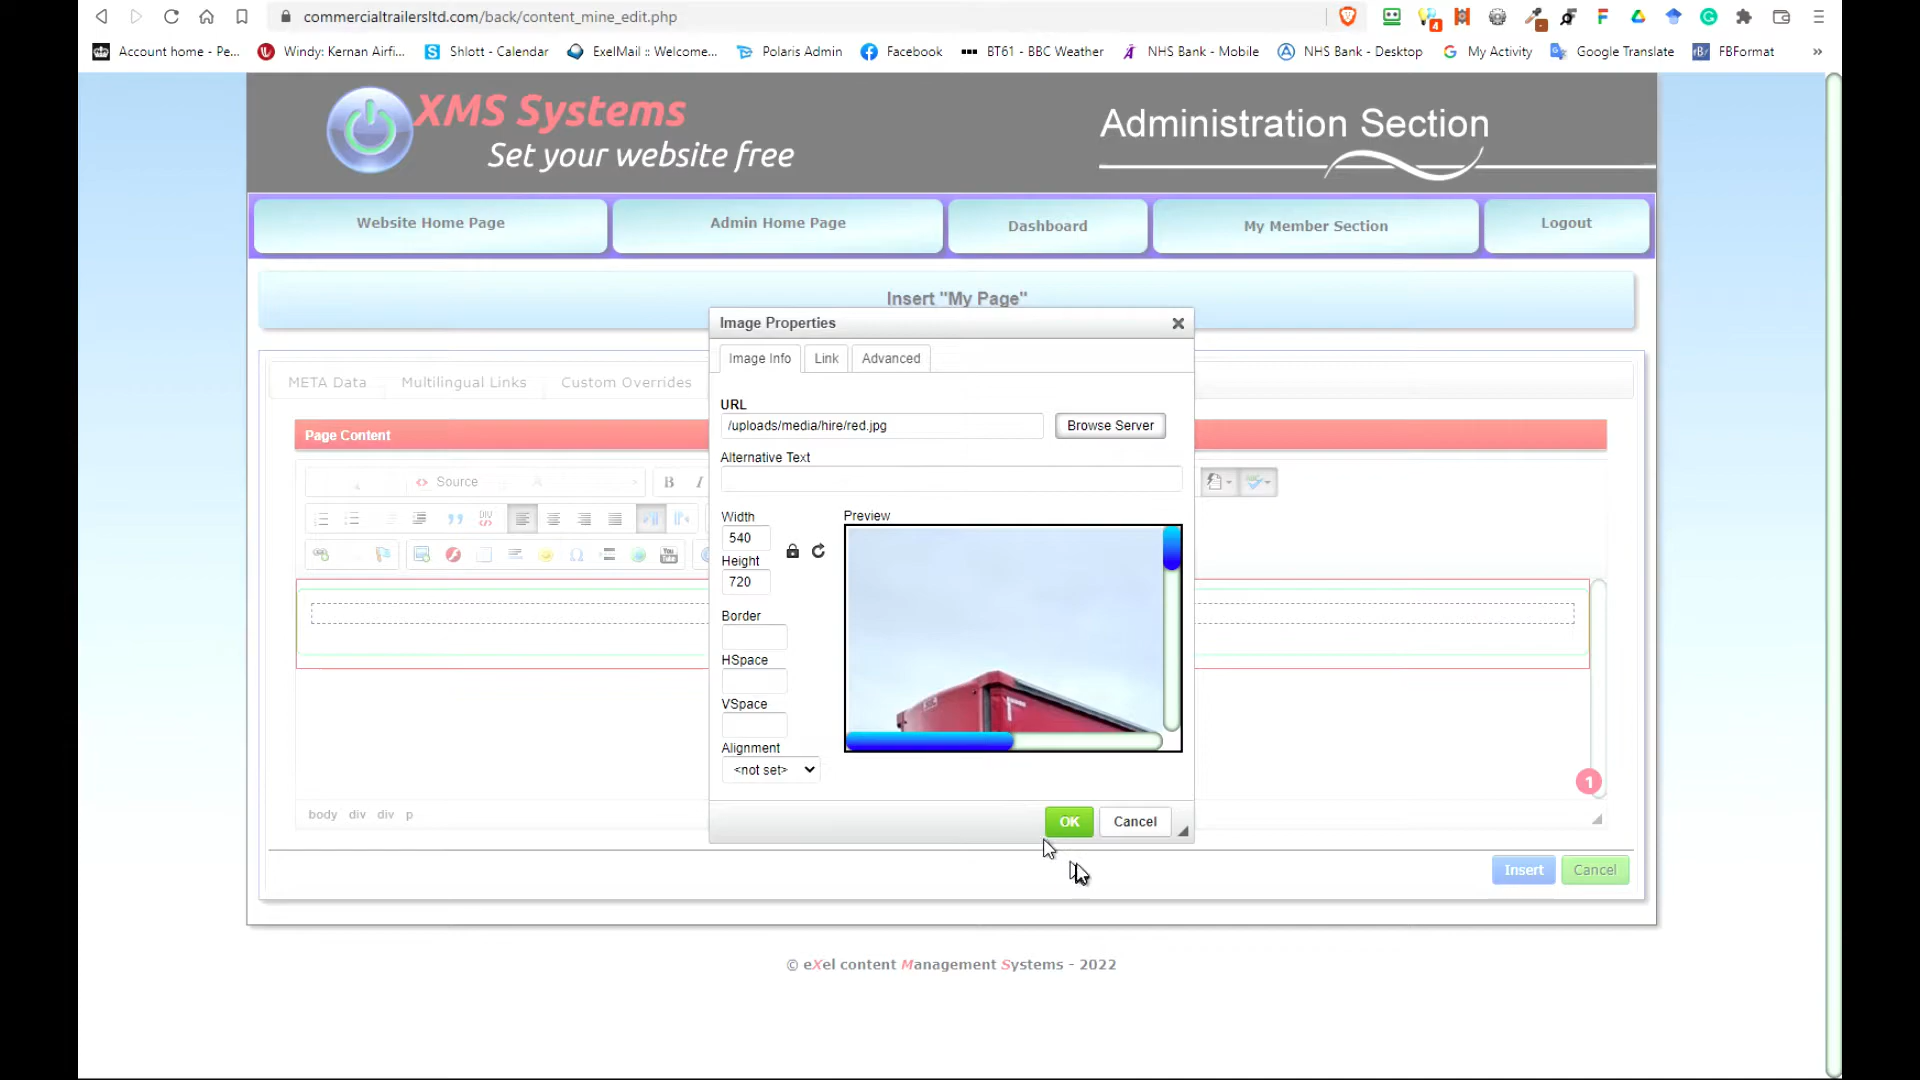 commercialtrailersltd.com/back/content_mine_edit.php
4
Account home - Pe...
Windy: Kernan Airfi...
Shlott - Calendar
ExelMail :: Welcome...
Polaris Admin
Facebook
BT61 - BBC Weather
NHS Bank - Mobile
NHS Bank - Desktop
My Activity
Google Translate
FBFormat
»
XMS Systems
Set your website free
Administration Section
Website Home Page
Admin Home Page
Dashboard
My Member Section
Logout
Insert "My Page"
Image Properties
Image Info
Link
Advanced
META Data
Multilingual Links
Custom Overrides
URL
/uploads/media/hire/red.jpg
Browse Server
Page Content
Alternative Text
Source
B
I
Width
540
Height
720
Preview
DIV
You
Tube
Border
HSpace
VSpace
Alignment
<not set>
1
body div div p
OK
Cancel
Insert
Cancel
© eXel content Management Systems - 2022